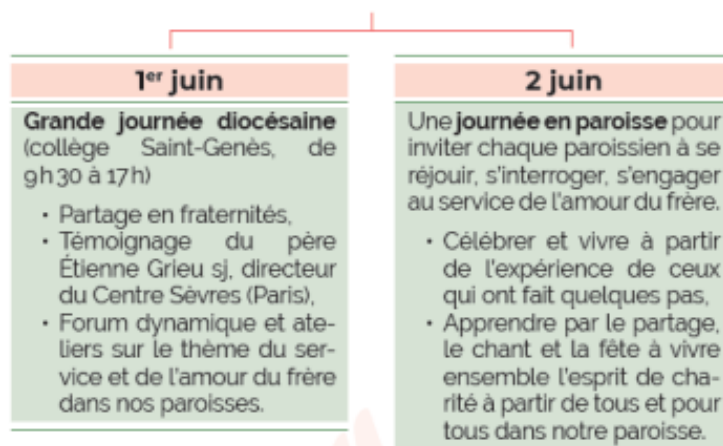 1er juin
Grande journée diocésaine
(collège Saint-Genès, de
9h30 à 17h)
• Partage en fraternités,
• Témoignage du père
Étienne Grieu sj, directeur
du Centre Sèvres (Paris),
• Forum dynamique et ate-
liers sur le thème du ser-
vice et de l'amour du frère
dans nos paroisses.
2 juin
Une journée en paroisse pour
inviter chaque paroissien à se
réjouir, s'interroger, s'engager
au service de l'amour du frère.
• Célébrer et vivre à partir
de l'expérience de ceux
qui ont fait quelques pas,
• Apprendre par le partage,
le chant et la fête à vivre
ensemble l'esprit de cha-
rité à partir de tous et pour
tous dans notre paroisse.